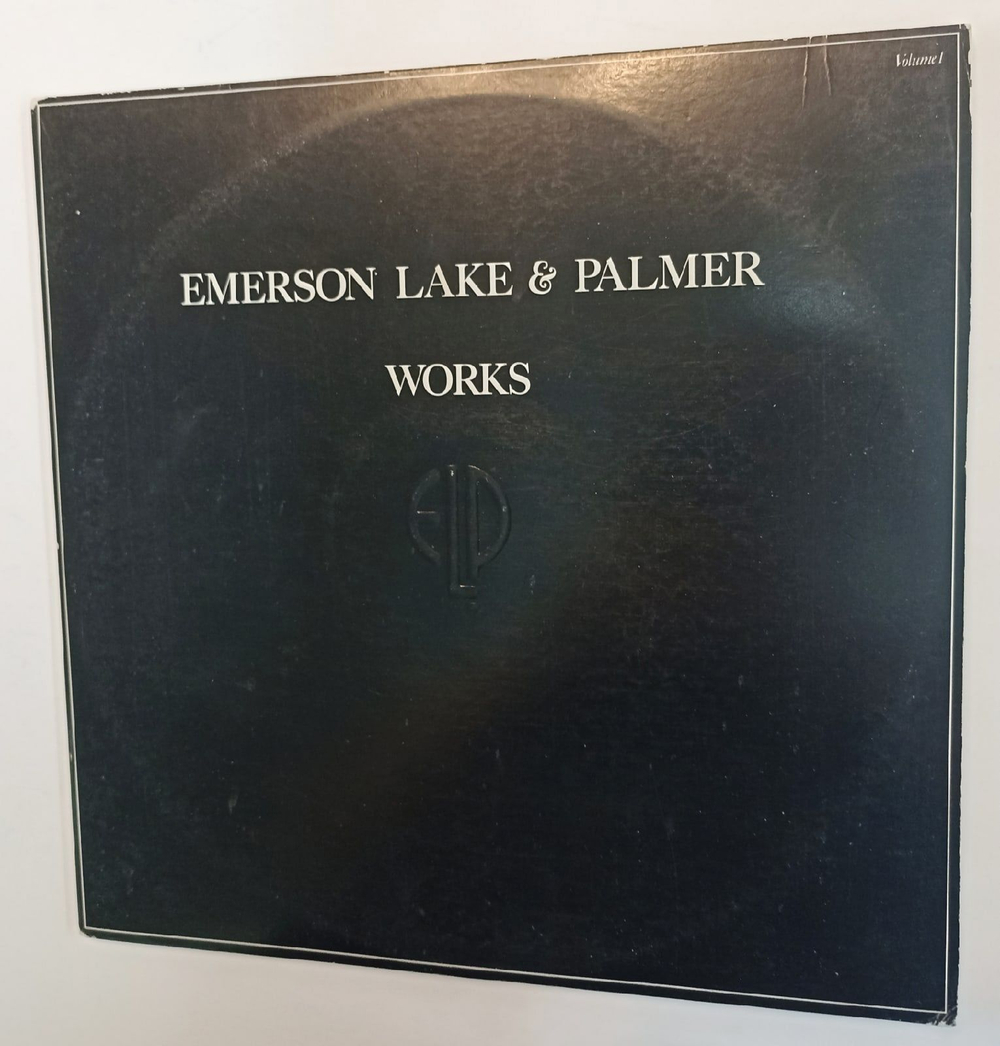 Volume 1
EMERSON LAKE & PALMER
WORKS
ELP